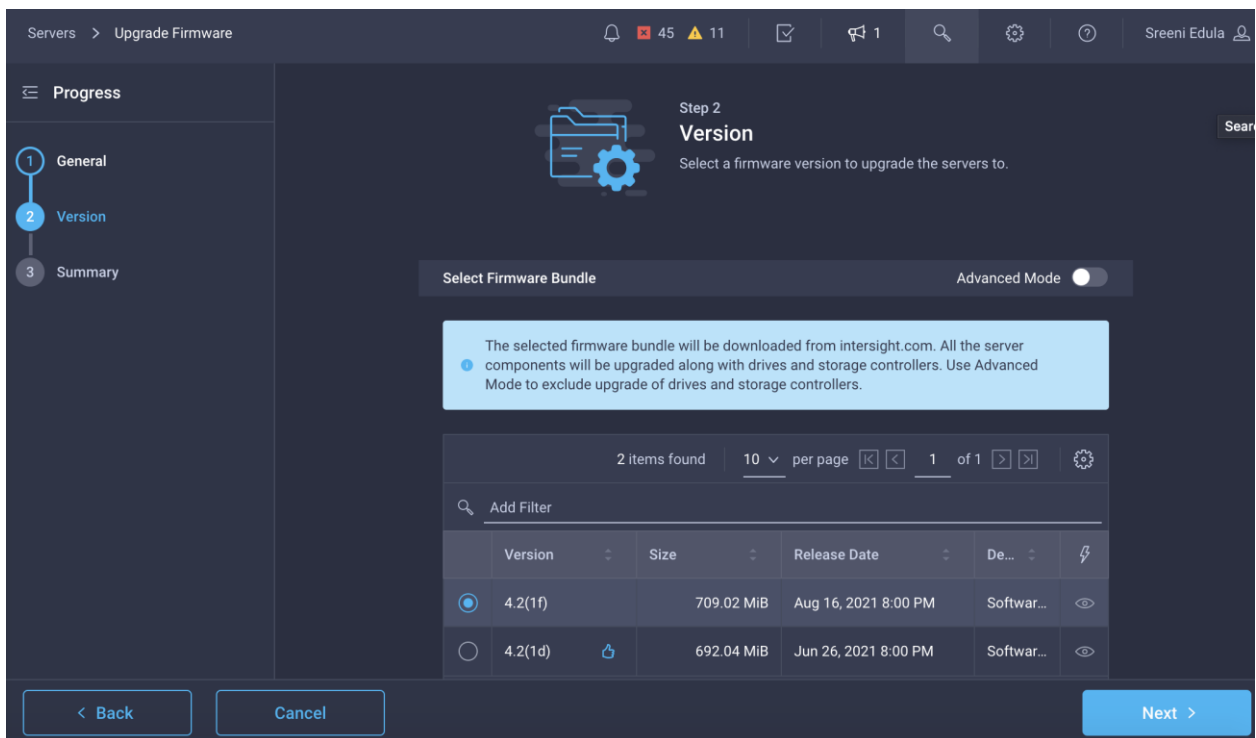 Servers > Upgrade Firmware
45 11 1 Sreeni Edula
Progress
1 General
2 Version
3 Summary
Step 2
Version
Select a firmware version to upgrade the servers to.
Sear
Select Firmware Bundle Advanced Mode
The selected firmware bundle will be downloaded from intersight.com. All the server
components will be upgraded along with drives and storage controllers. Use Advanced
Mode to exclude upgrade of drives and storage controllers.
2 items found 10 per page 1 of 1
Add Filter
Version Size Release Date De...
4.2(1f) 709.02 MiB Aug 16, 2021 8:00 PM Softwar...
4.2(1d) 692.04 MiB Jun 26, 2021 8:00 PM Softwar...
< Back Cancel Next >